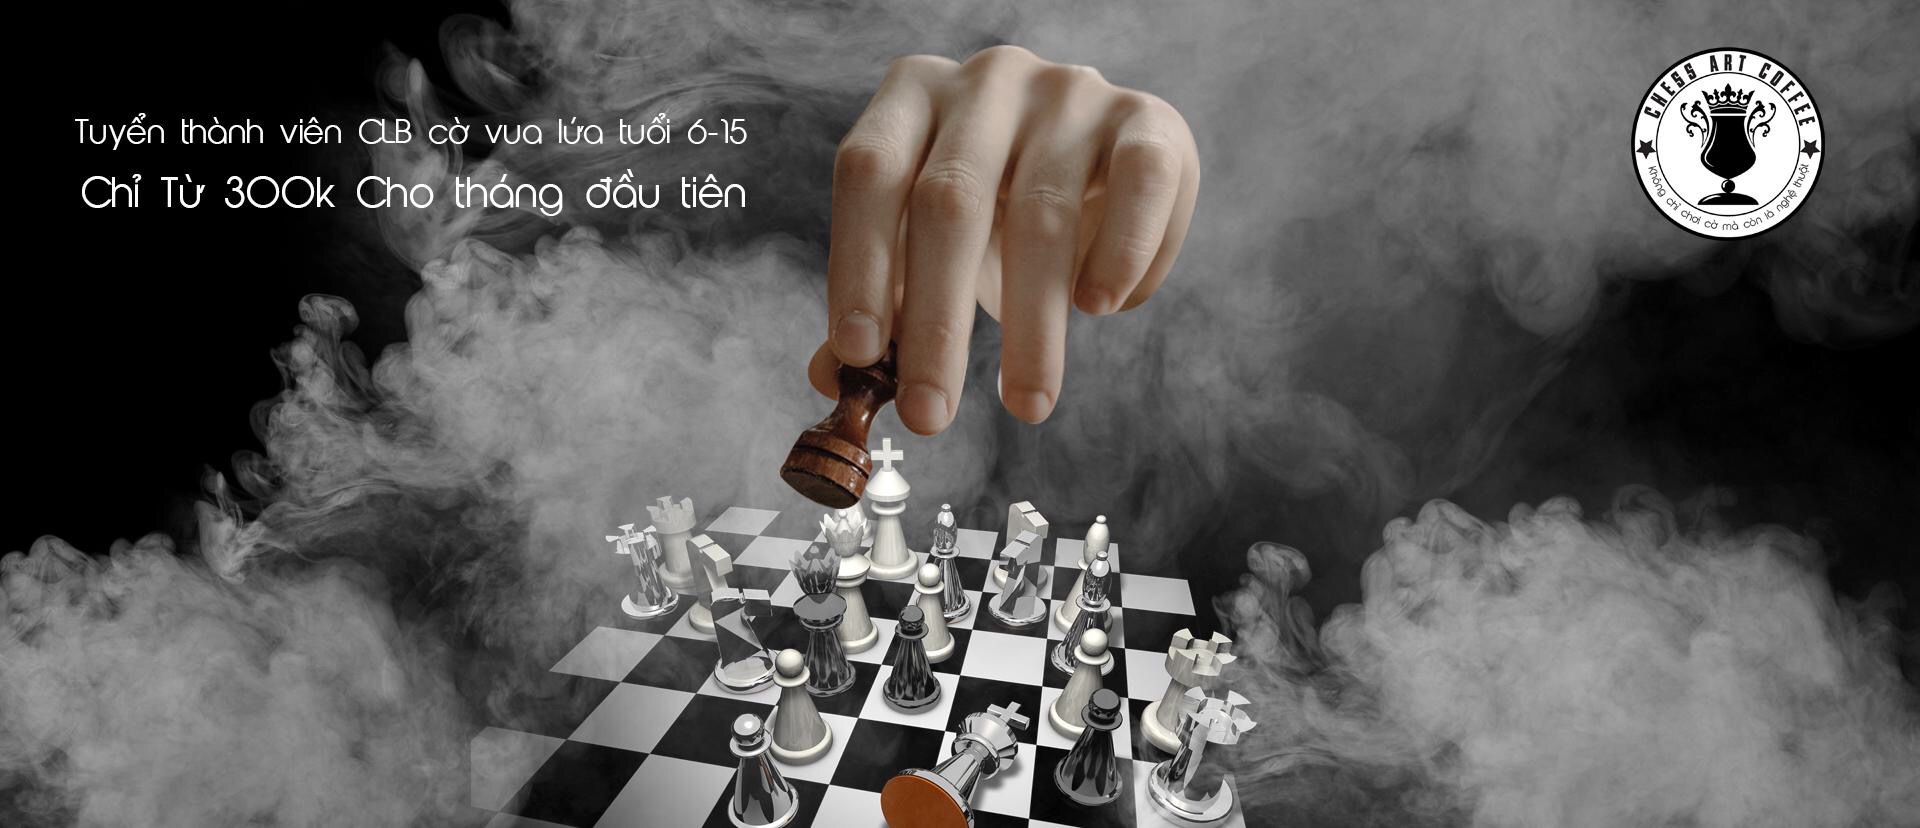 Tuyển thành viên CLB cờ vua lứa tuổi 6-15
Chỉ Từ 300k Cho tháng đầu tiên
CHESS ART COFFEE
Không chỉ chơi cờ mà còn là nghệ thuật